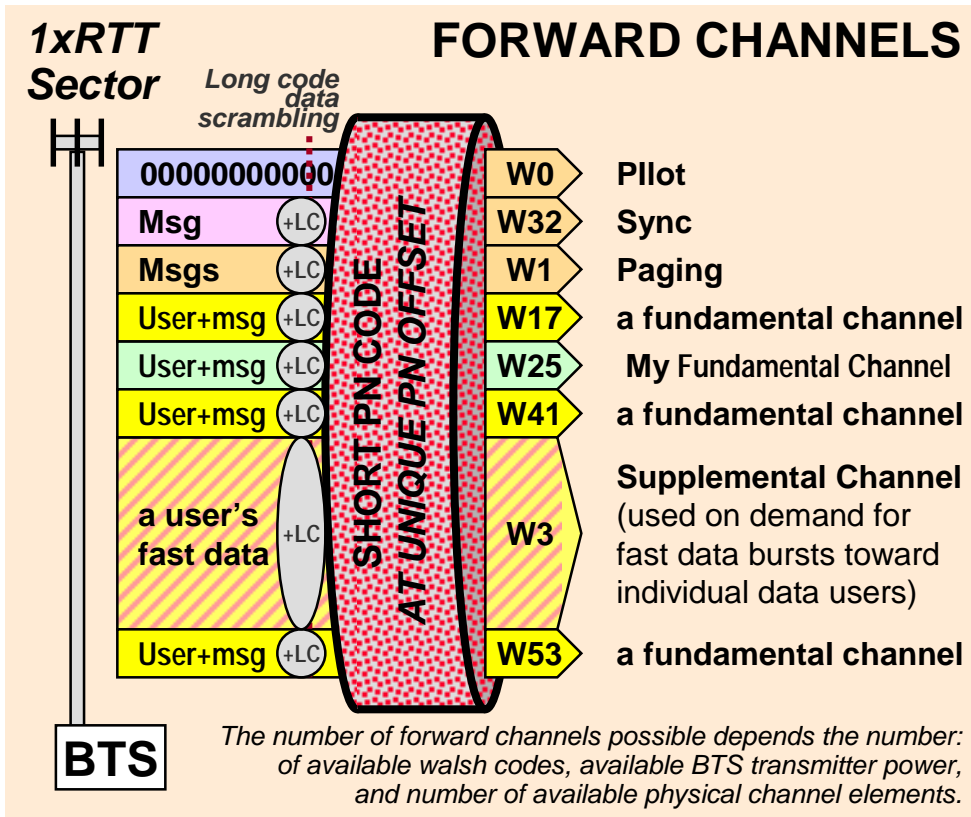 1xRTT
Sector
FORWARD CHANNELS
Long code
data
scrambling
00000000000 W0 PIlot
Msg +LC W32 Sync
Msgs +LC W1 Paging
User+msg +LC W17 a fundamental channel
User+msg +LC W25 My Fundamental Channel
User+msg +LC W41 a fundamental channel
a user's
fast data
+LC
W3
Supplemental Channel
(used on demand for
fast data bursts toward
individual data users)
User+msg +LC W53 a fundamental channel
SHORT PN CODE
AT UNIQUE PN OFFSET
BTS
The number of forward channels possible depends the number:
of available walsh codes, available BTS transmitter power,
and number of available physical channel elements.